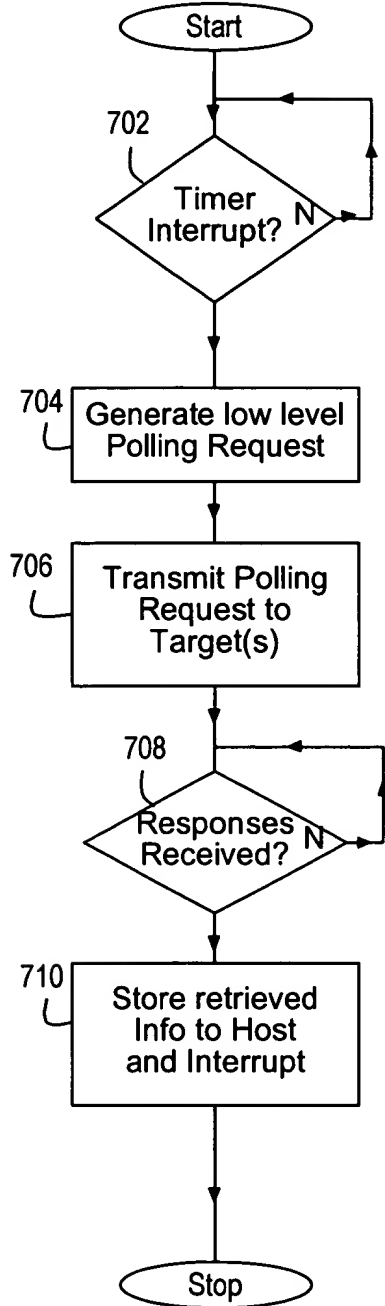 Start
702
Timer
Interrupt?
N
704
Generate low level
Polling Request
706
Transmit Polling
Request to
Target(s)
708
Responses
Received?
N
710
Store retrieved
Info to Host
and Interrupt
Stop